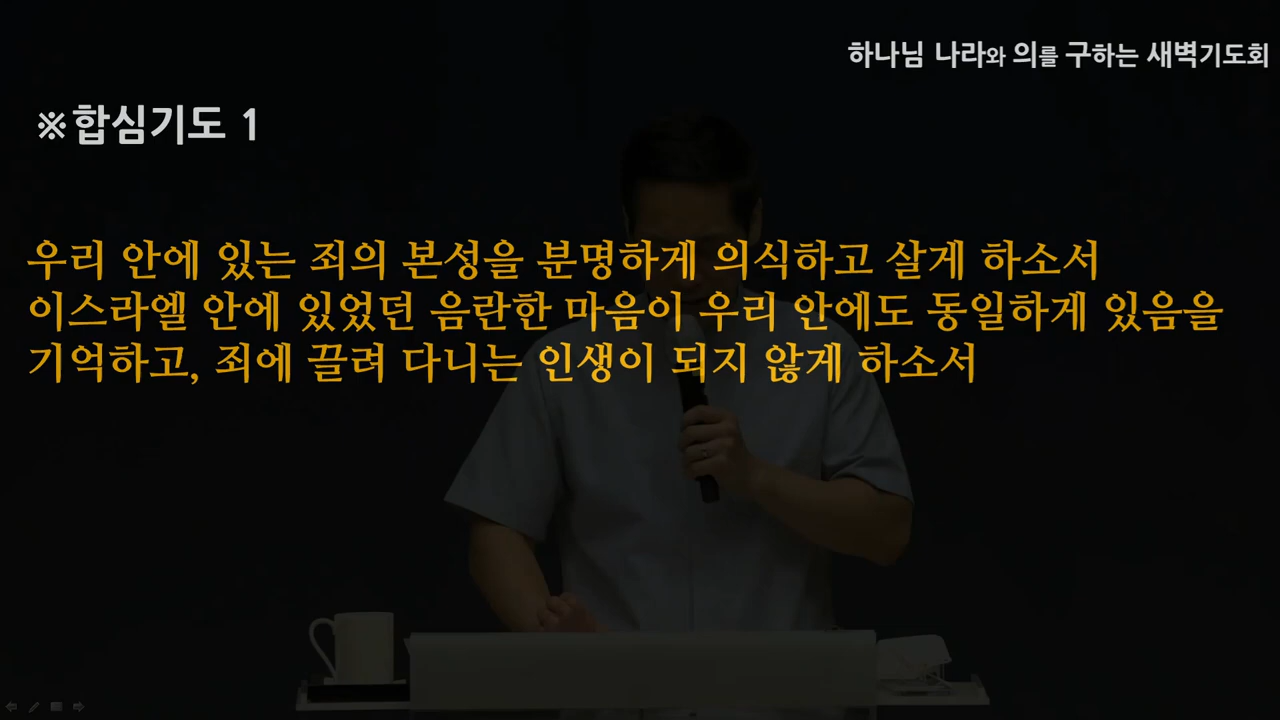 하나님 나라와 의를 구하는 새벽기도회
※합심기도 1
우리 안에 있는 죄의 본성을 분명하게 의식하고 살게 하소서
이스라엘 안에 있었던 음란한 마음이 우리 안에도 동일하게 있음을
기억하고, 죄에 끌려 다니는 인생이 되지 않게 하소서